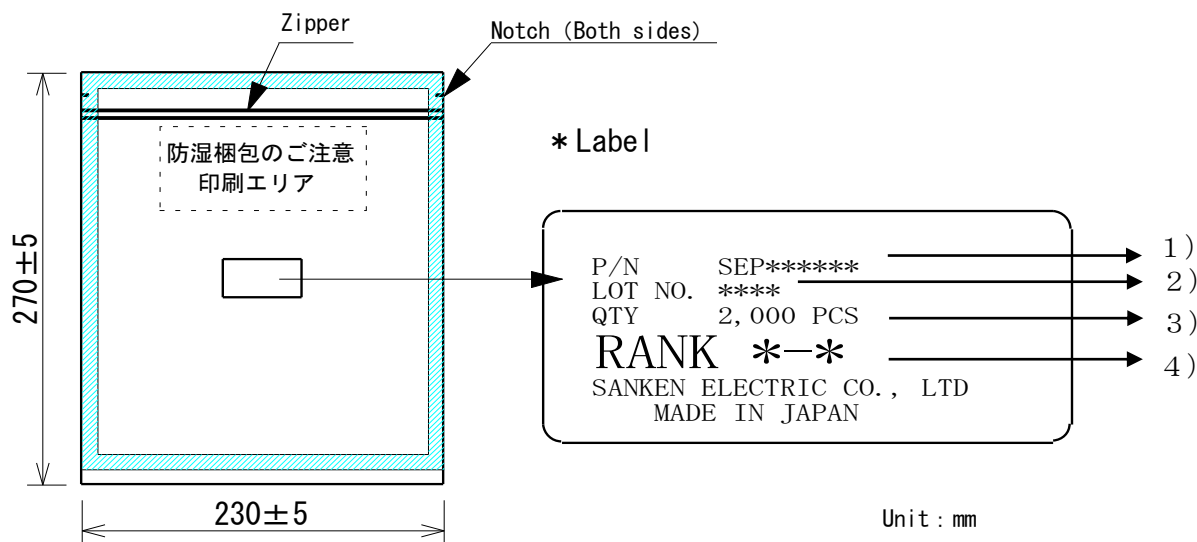 Zipper
Notch (Both sides)
270±5
防湿梱包のご注意
印刷エリア
230±5
*Label
P/N SEP******
LOT NO. ****
QTY 2,000 PCS
RANK *-*
SANKEN ELECTRIC CO., LTD
MADE IN JAPAN
1)
2)
3)
4)
Unit:mm